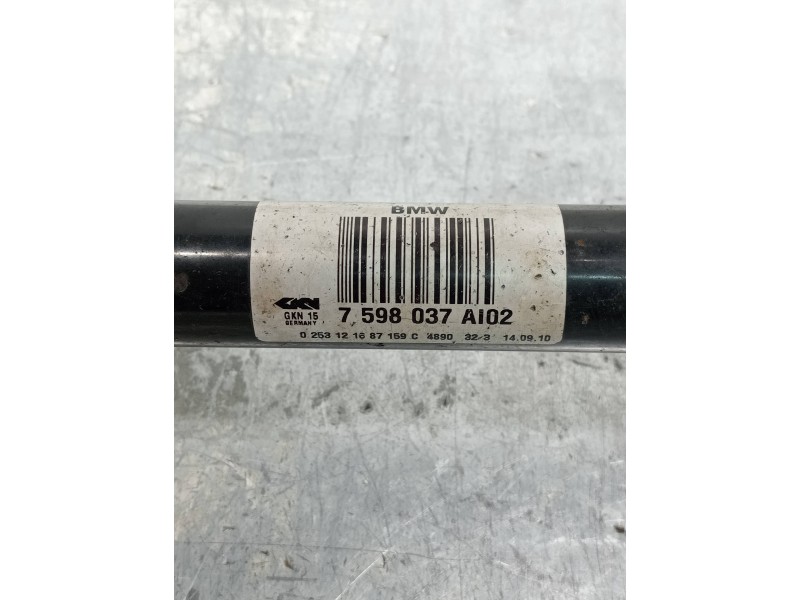 BMW
GKN
GKN 15
GERMANY
7 598 037 AI02
0 253 12 16 87 159 C 4890 32-3 14.09.10